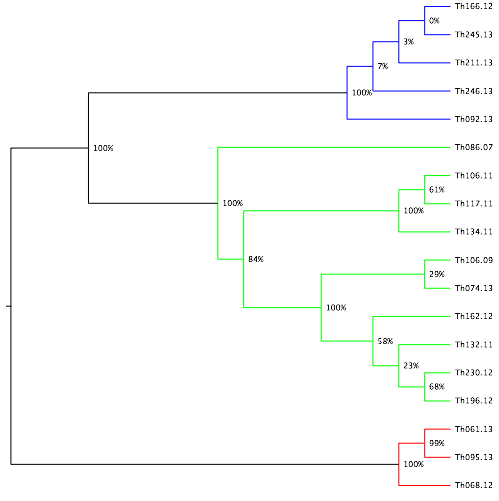 Th166.12
0%
Th245.13
3%
Th211.13
7%
Th246.13
100%
Th092.13
100%
Th086.07
Th106.11
61%
Th117.11
100%
100%
Th134.11
84%
Th106.09
29%
Th074.13
100%
Th162.12
58%
Th132.11
23%
Th230.12
68%
Th196.12
Th061.13
99%
Th095.13
100%
Th068.12